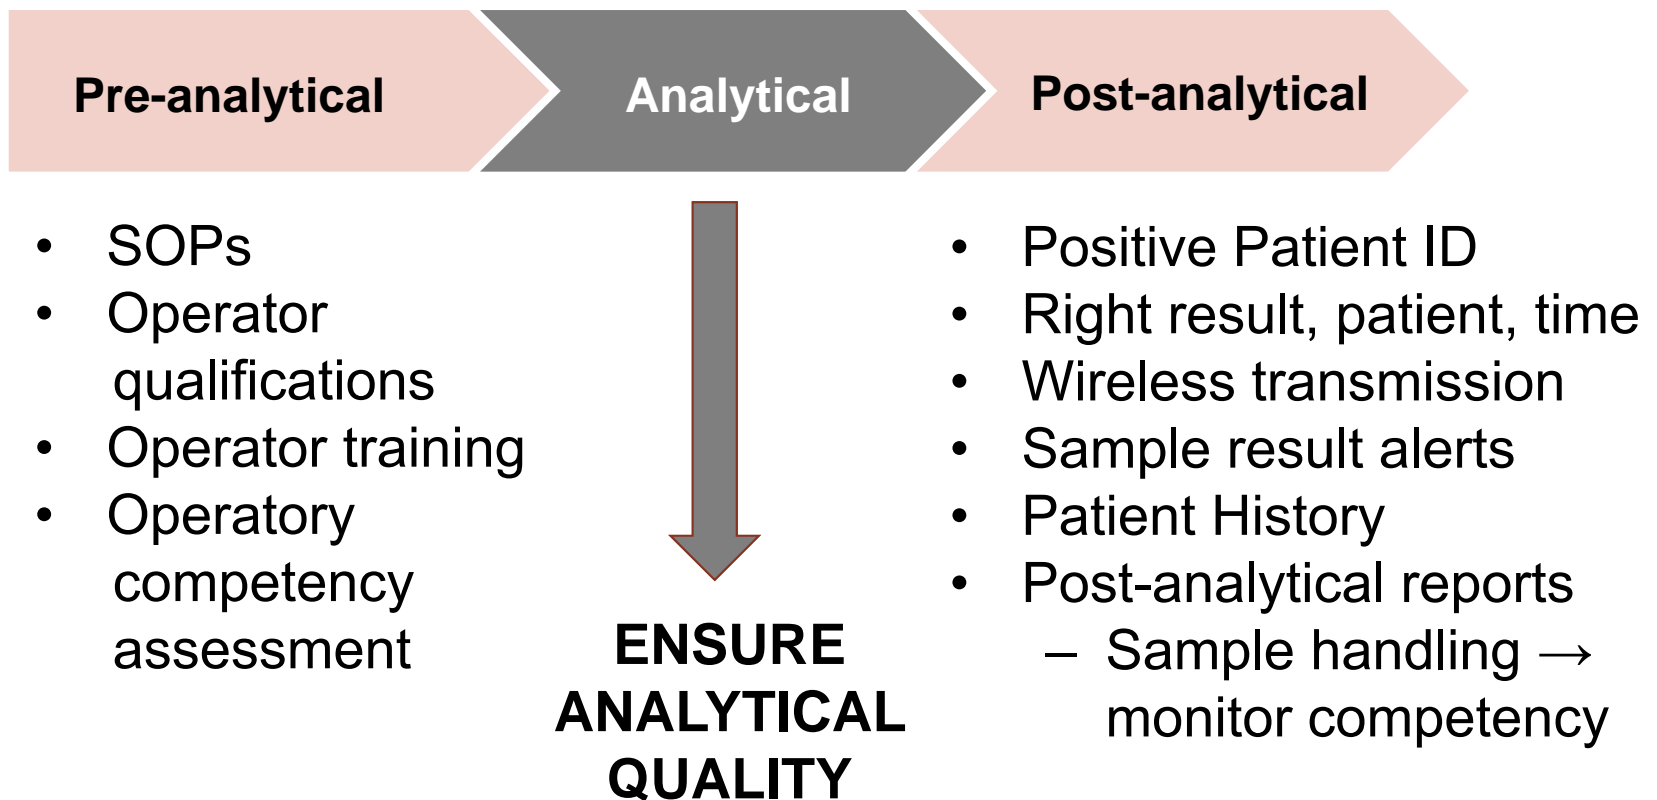 Pre-analytical
Analytical
Post-analytical
• SOPs
• Operator
qualifications
• Operator training
• Operatory
competency
assessment
ENSURE
ANALYTICAL
QUALITY
• Positive Patient ID
• Right result, patient, time
• Wireless transmission
• Sample result alerts
• Patient History
• Post-analytical reports
– Sample handling →
monitor competency